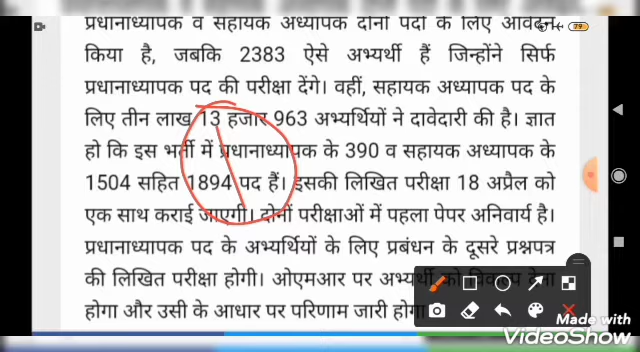 प्रधानाध्यापक व सहायक अध्यापक दोनों पदों के लिए आवेदन
किया है, जबकि 2383 ऐसे अभ्यर्थी हैं जिन्होंने सिर्फ
प्रधानाध्यापक पद की परीक्षा देंगे। वहीं, सहायक अध्यापक पद के
लिए तीन लाख 13 हजार 963 अभ्यर्थियों ने दावेदारी की है। ज्ञात
हो कि इस भर्ती में प्रधानाध्यापक के 390 व सहायक अध्यापक के
1504 सहित 1894 पद हैं। इसकी लिखित परीक्षा 18 अप्रैल को
एक साथ कराई जाएगी। दोनों परीक्षाओं में पहला पेपर अनिवार्य है।
प्रधानाध्यापक पद के अभ्यर्थियों के लिए प्रबंधन के दूसरे प्रश्नपत्र
की लिखित परीक्षा होगी। ओएमआर पर अभ्यर्थी को विकल्प देना
होगा और उसी के आधार पर परिणाम जारी होगा
79
Made with
VideoShow